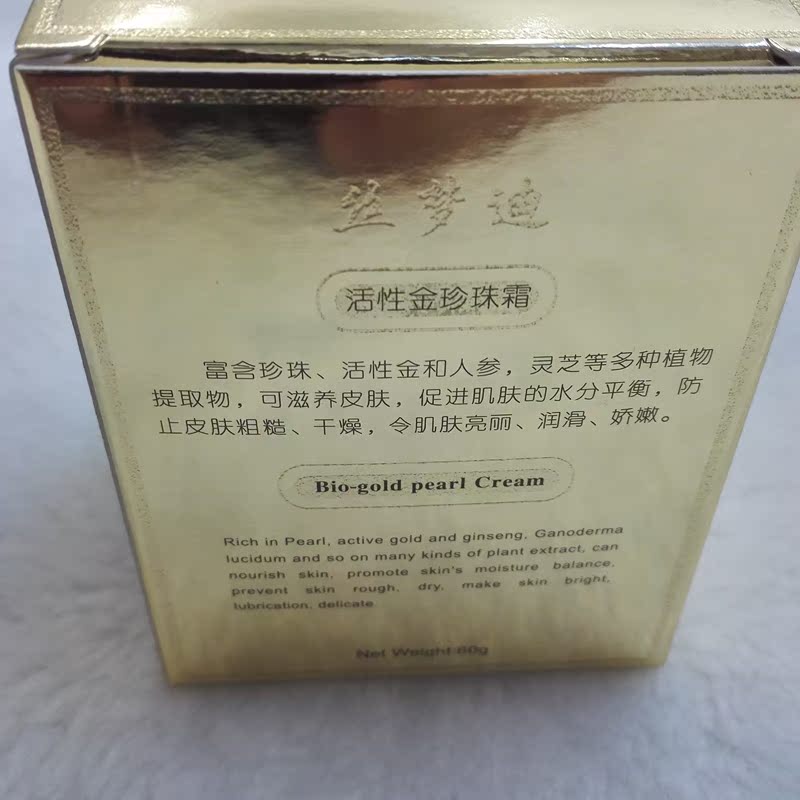 丝梦迪
活性金珍珠霜
富含珍珠、活性金和人参，灵芝等多种植物
提取物，可滋养皮肤，促进肌肤的水分平衡，防
止皮肤粗糙、干燥，令肌肤亮丽、润滑、娇嫩。
Bio-gold pearl Cream
Rich in Pearl, active gold and ginseng, Ganoderma
lucidum and so on many kinds of plant extract, can
nourish skin, promote skin's moisture balance,
prevent skin rough, dry, make skin bright,
lubrication, delicate.
Net Weight:60g